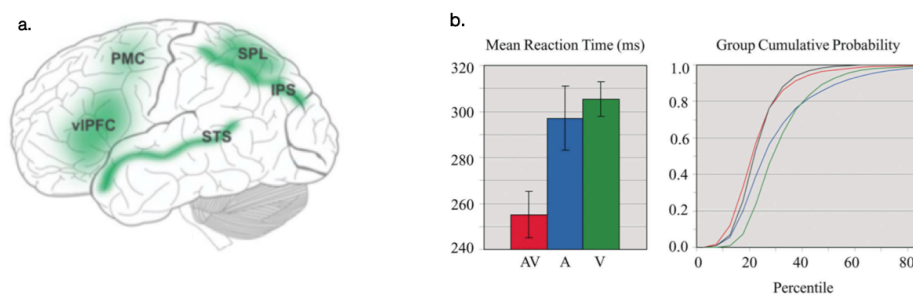 a.
PMC
SPL
IPS
vlPFC
STS
b.
Mean Reaction Time (ms)
320
300
280
260
240
AV A V
Group Cumulative Probability
1.0
0.8
0.6
0.4
0.2
0.0
0 20 40 60 80
Percentile